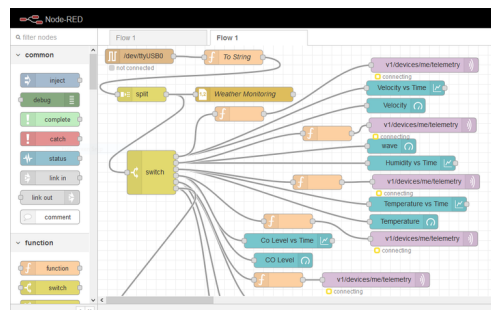 Node-RED
filter nodes
Flow 1
Flow 1
common
inject
debug
complete
catch
status
link in
link out
comment
function
function
switch
/dev/ttyUSB0
not connected
To String
split
Weather Monitoring
switch
v1/devices/me/telemetry
connecting
Velocity vs Time
Velocity
v1/devices/me/telemetry
connecting
wave
Humidity vs Time
v1/devices/me/telemetry
connecting
Temperature vs Time
Temperature
v1/devices/me/telemetry
connecting
Co Level vs Time
CO Level
v1/devices/me/telemetry
connecting